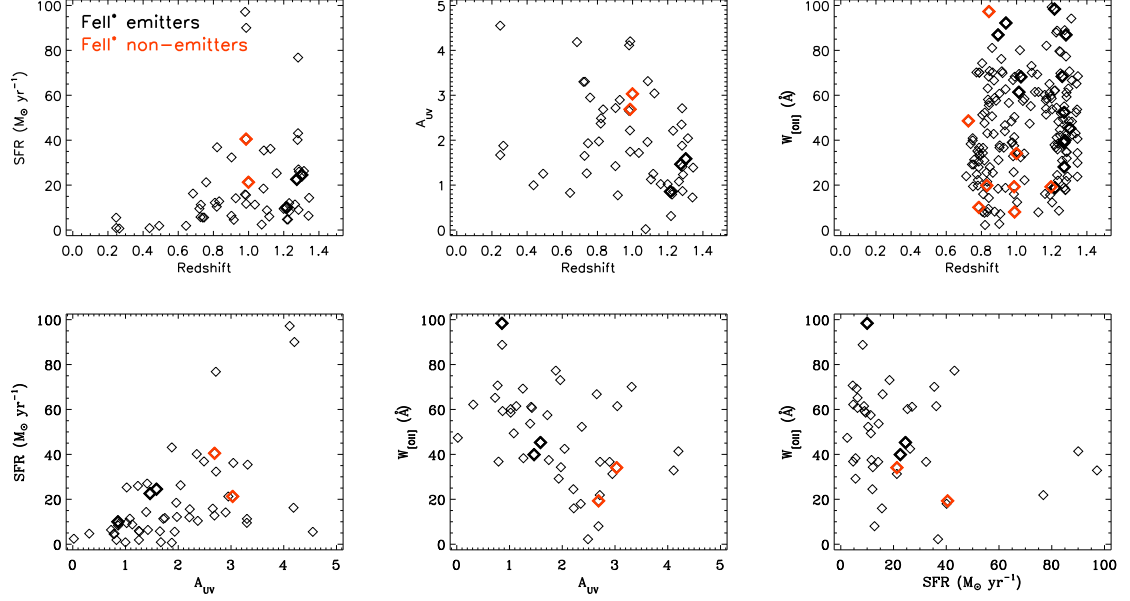 FeII* emitters
FeII* non-emitters
SFR (M⊙ yr⁻¹)
100
80
60
40
20
0
0.0 0.2 0.4 0.6 0.8 1.0 1.2 1.4
Redshift
A_UV
5
4
3
2
1
0
0.0 0.2 0.4 0.6 0.8 1.0 1.2 1.4
Redshift
W_[OII] (Å)
100
80
60
40
20
0
0.0 0.2 0.4 0.6 0.8 1.0 1.2 1.4
Redshift
SFR (M⊙ yr⁻¹)
100
80
60
40
20
0
0 1 2 3 4 5
A_UV
W_[OII] (Å)
100
80
60
40
20
0
0 1 2 3 4 5
A_UV
W_[OII] (Å)
100
80
60
40
20
0
0 20 40 60 80 100
SFR (M⊙ yr⁻¹)